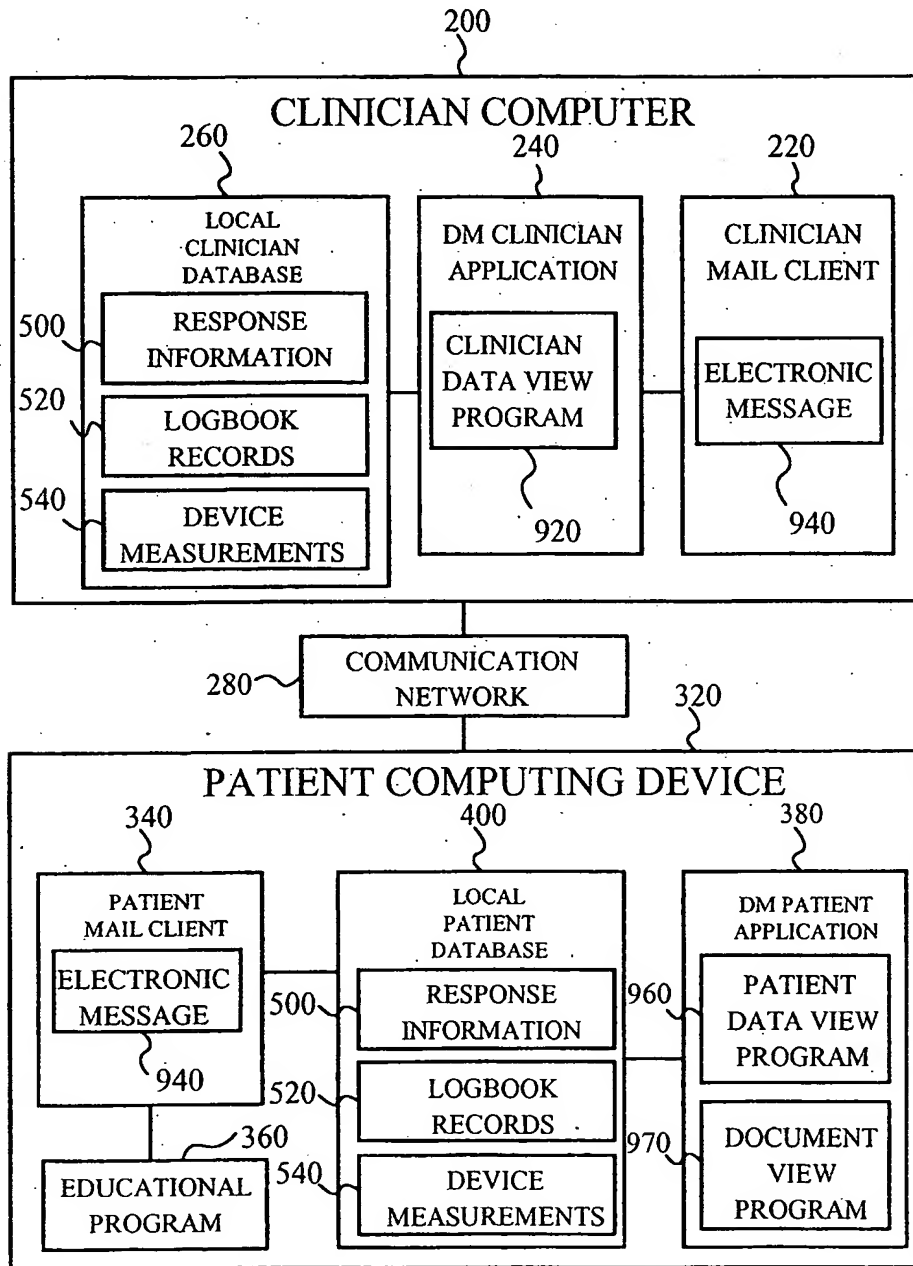 200
CLINICIAN COMPUTER
260
240
220
LOCAL
CLINICIAN
DATABASE
500
RESPONSE
INFORMATION
520
LOGBOOK
RECORDS
540
DEVICE
MEASUREMENTS
DM CLINICIAN
APPLICATION
CLINICIAN
DATA VIEW
PROGRAM
920
CLINICIAN
MAIL CLIENT
ELECTRONIC
MESSAGE
940
COMMUNICATION
NETWORK
280
320
PATIENT COMPUTING DEVICE
340
400
380
PATIENT
MAIL CLIENT
ELECTRONIC
MESSAGE
940
360
EDUCATIONAL
PROGRAM
LOCAL
PATIENT
DATABASE
500
RESPONSE
INFORMATION
520
LOGBOOK
RECORDS
540
DEVICE
MEASUREMENTS
DM PATIENT
APPLICATION
960
PATIENT
DATA VIEW
PROGRAM
970
DOCUMENT
VIEW
PROGRAM